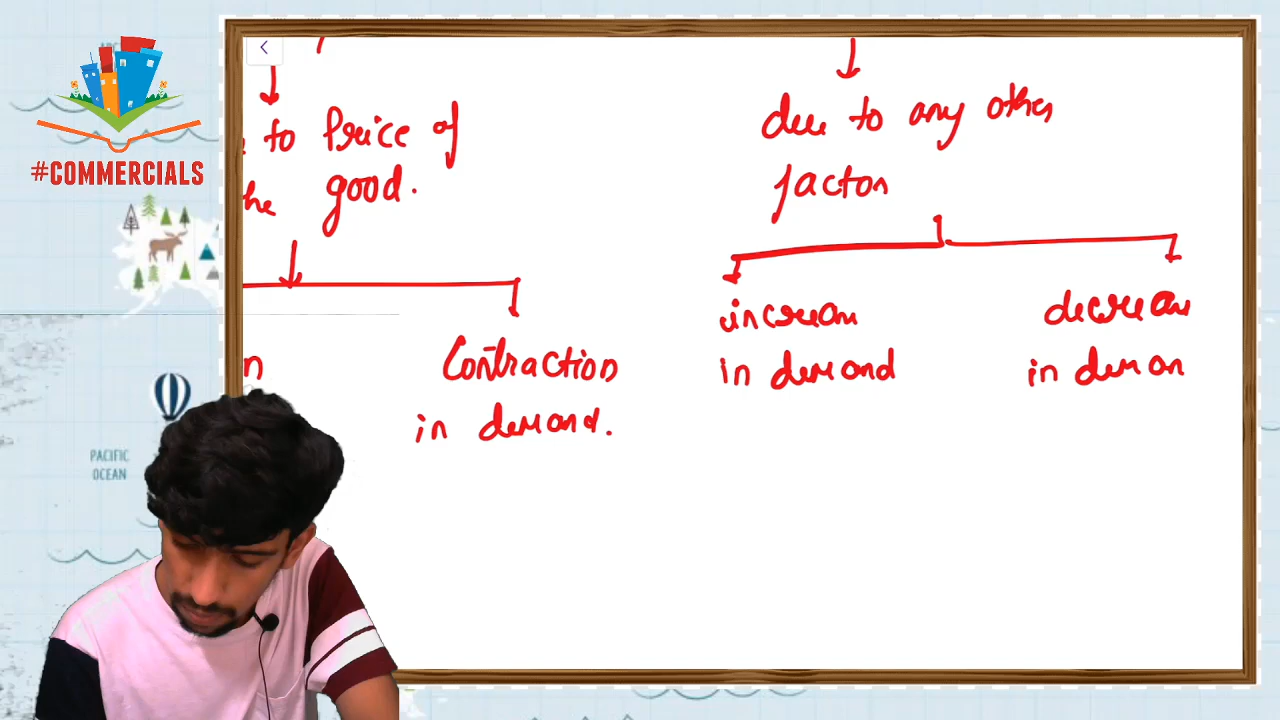 #COMMERCIALS
PACIFIC
OCEAN
to Price of
the good.
Contraction
in demand.
due to any other
factor
increase
in demand
decrease
in deman